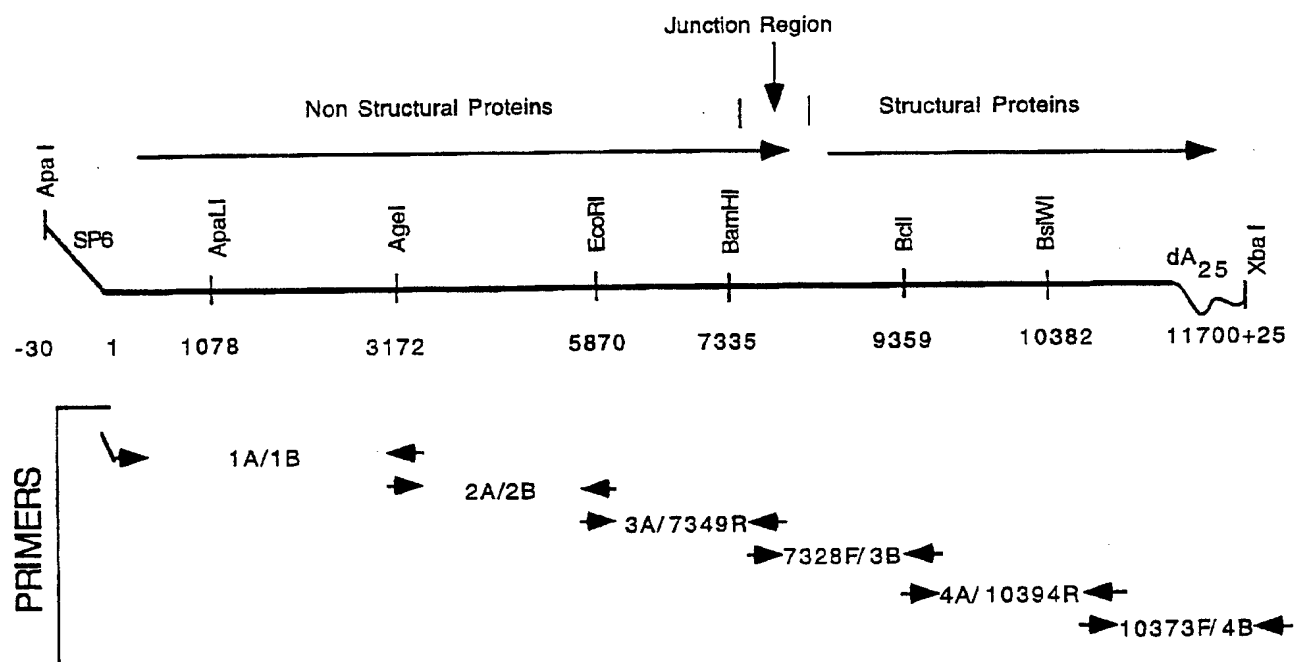 Junction Region
Non Structural Proteins
Structural Proteins
Apa I
SP6
ApaLI
AgeI
EcoRI
BamHI
BclI
BsiWI
dA25
Xba I
-30 1 1078 3172 5870 7335 9359 10382 11700+25
PRIMERS
1A/1B
2A/2B
3A/7349R
7328F/3B
4A/10394R
10373F/4B